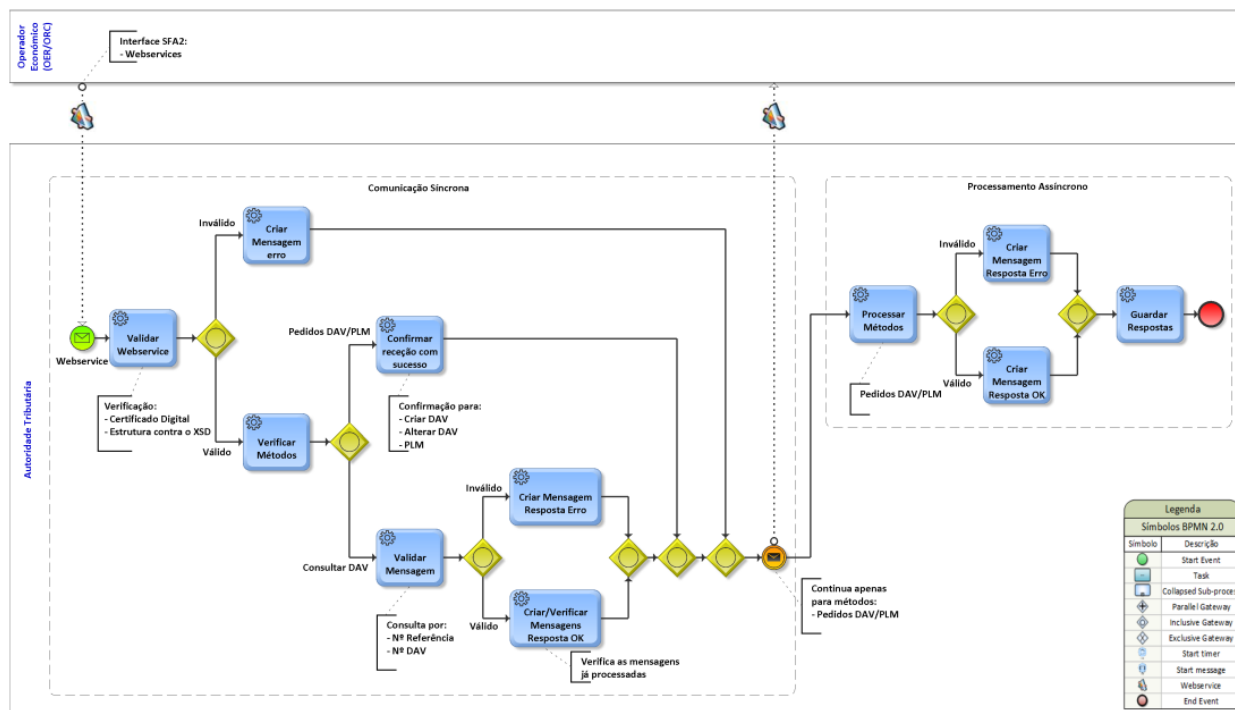 Operador
Económico
(OER/ORC)
Interface SFA2:
- Webservices
Autoridade Tributária
Comunicação Síncrona
Inválido
Criar
Mensagem
erro
Webservice
Validar
Webservice
Verificação:
- Certificado Digital
- Estrutura contra o XSD
Válido
Verificar
Métodos
Pedidos DAV/PLM
Confirmar
receção com
sucesso
Confirmação para:
- Criar DAV
- Alterar DAV
- PLM
Consultar DAV
Validar
Mensagem
Consulta por:
- Nº Referência
- Nº DAV
Inválido
Criar Mensagem
Resposta Erro
Válido
Criar/Verificar
Mensagens
Resposta OK
Verifica as mensagens
já processadas
Continua apenas
para métodos:
- Pedidos DAV/PLM
Processamento Assíncrono
Processar
Métodos
Pedidos DAV/PLM
Inválido
Criar
Mensagem
Resposta Erro
Válido
Criar
Mensagem
Resposta OK
Guardar
Respostas
Legenda
Símbolos BPMN 2.0
Símbolo Descrição
Start Event
Task
Collapsed Sub-proces
Parallel Gateway
Inclusive Gateway
Exclusive Gateway
Start timer
Start message
Webservice
End Event